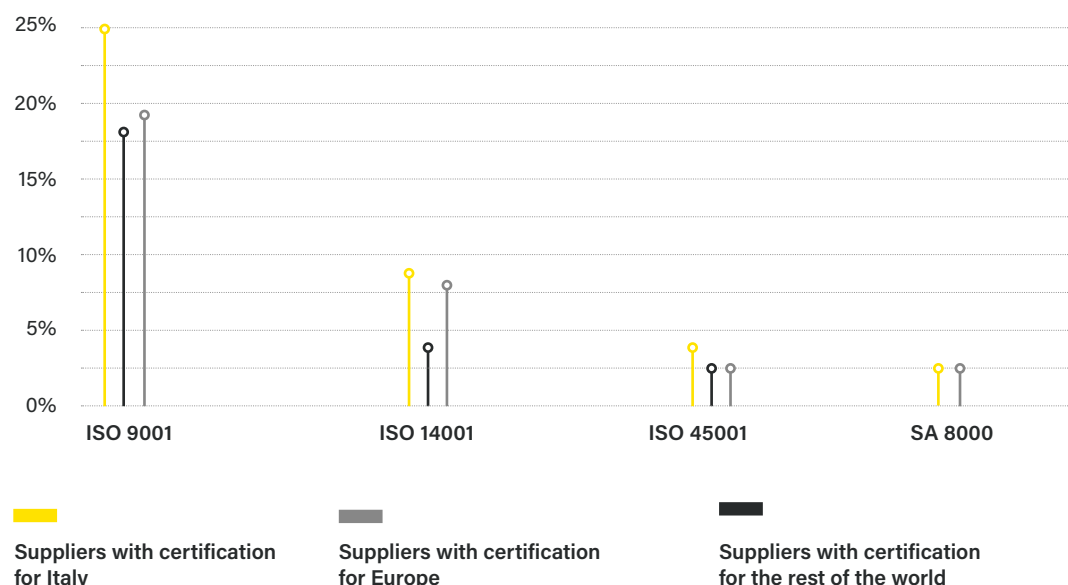 25%
20%
15%
10%
5%
0%
ISO 9001
ISO 14001
ISO 45001
SA 8000
Suppliers with certification
for Italy
Suppliers with certification
for Europe
Suppliers with certification
for the rest of the world